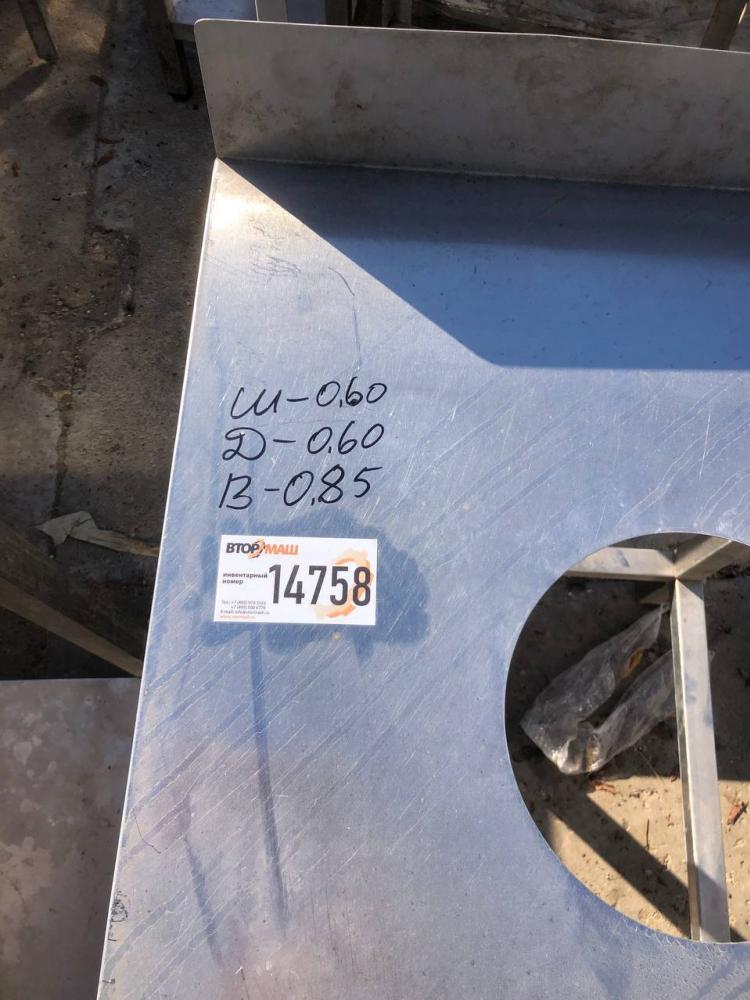 Ш-0,60
Д-0,60
В-0,85
ВТОРМАШ
инвентарный
номер
14758